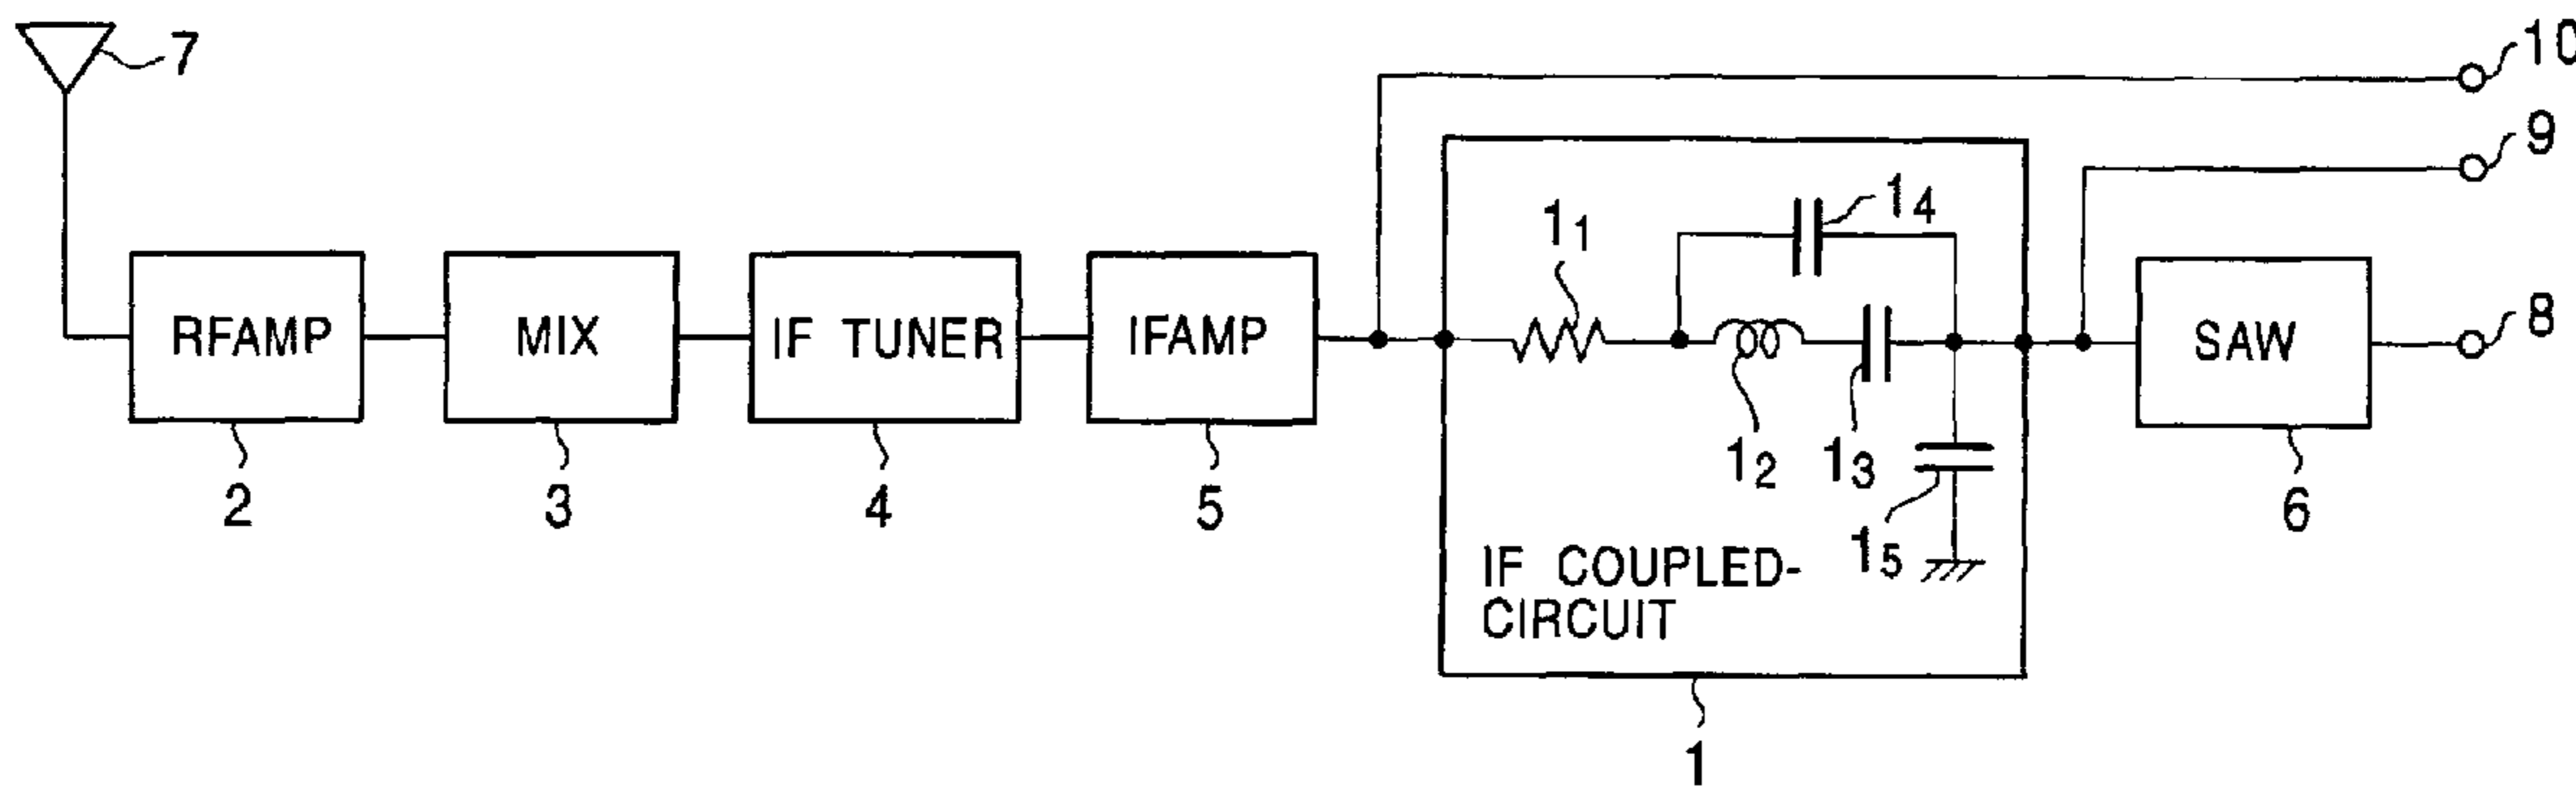 7
10
9
8
1₁
1₄
RFAMP
MIX
IF TUNER
IFAMP
SAW
1₂
1₃
1₅
2
3
4
5
6
IF COUPLED-
CIRCUIT
1